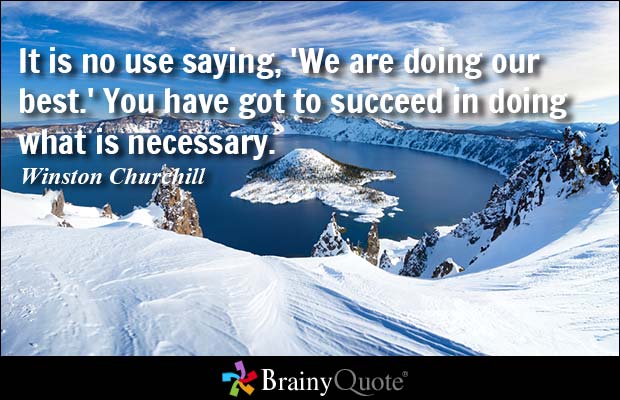 It is no use saying, 'We are doing our
best.' You have got to succeed in doing
what is necessary.
Winston Churchill
BrainyQuote®